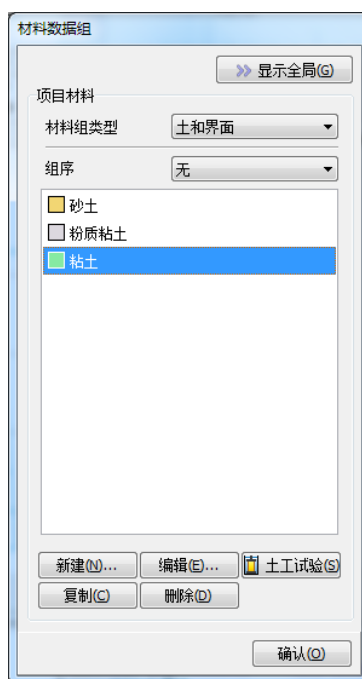 材料数据组
显示全局(G)
项目材料
材料组类型 土和界面
组序 无
砂土
粉质粘土
粘土
新建(N)... 编辑(E)... 土工试验(S)
复制(C) 删除(D)
确认(O)